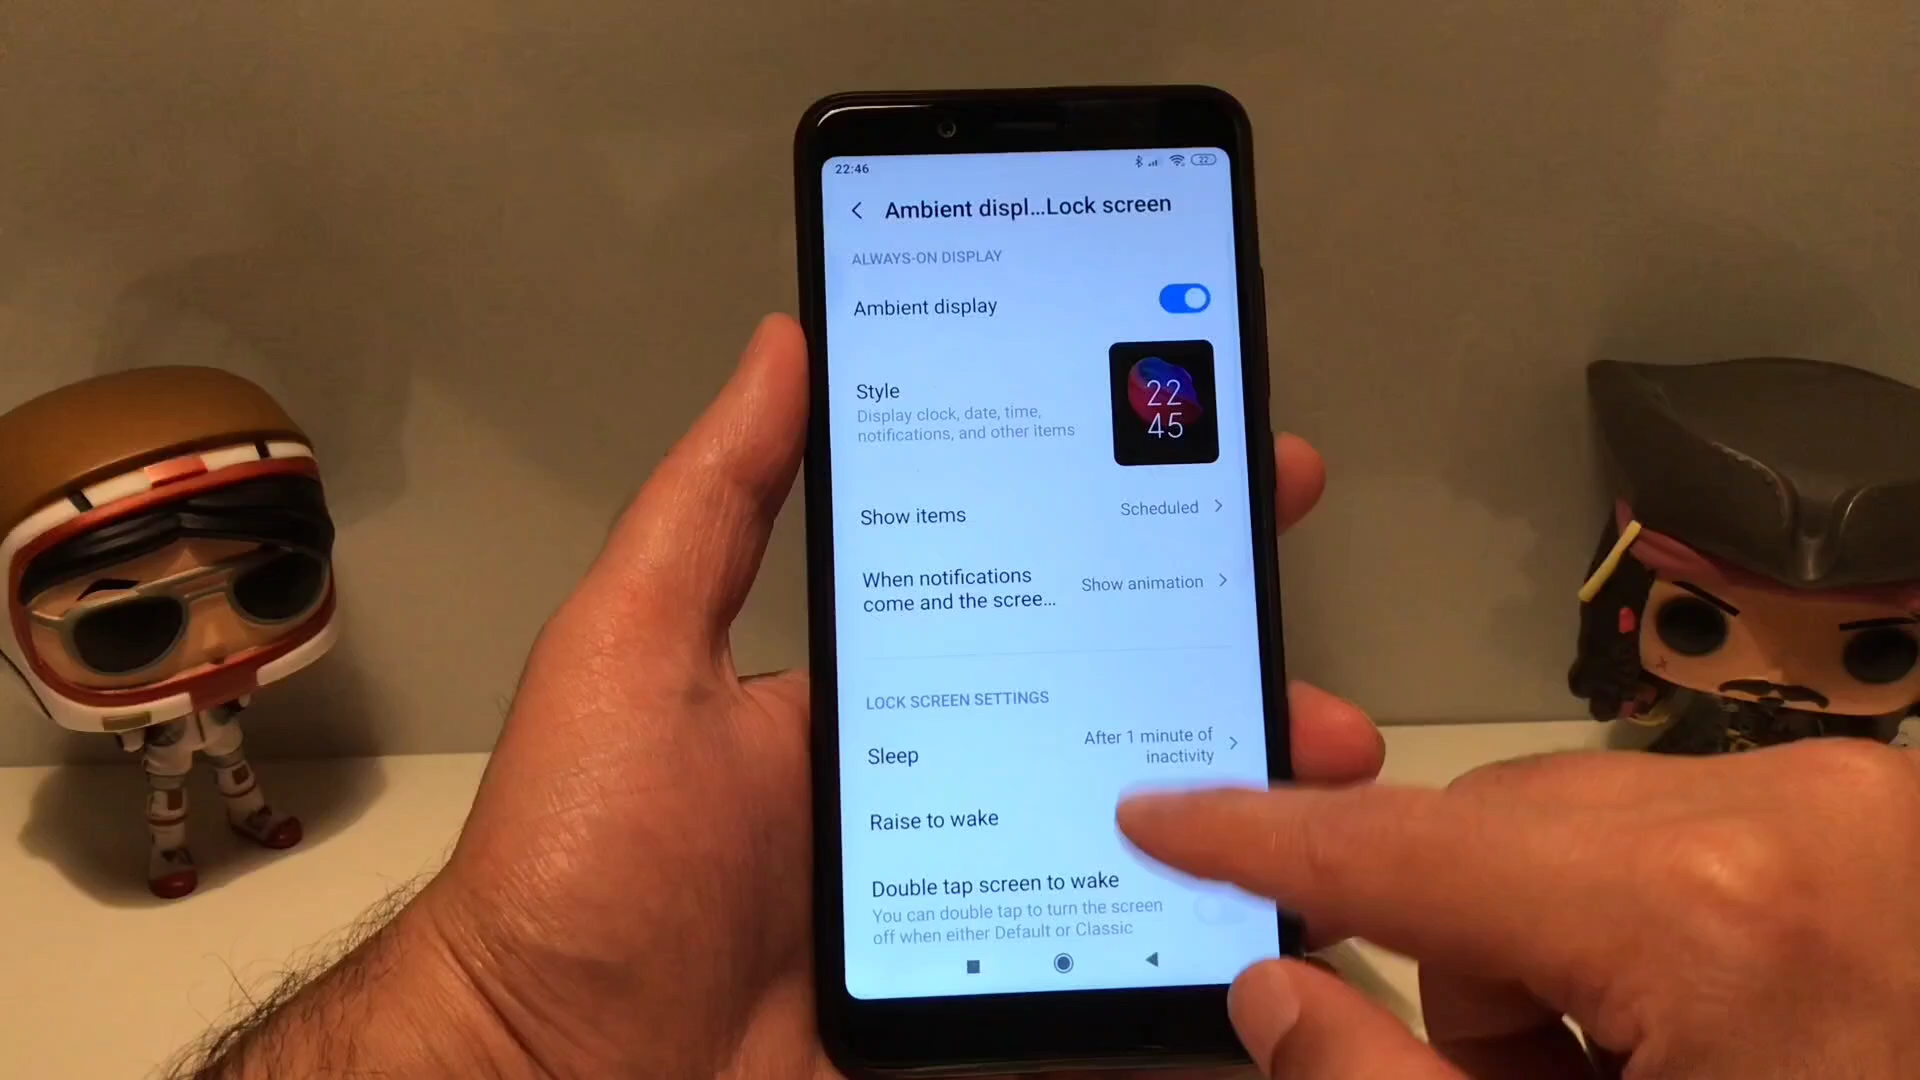 22:46
22
Ambient displ...Lock screen
ALWAYS-ON DISPLAY
Ambient display
Style
Display clock, date, time,
notifications, and other items
22
45
Show items
Scheduled
When notifications
come and the scree...
Show animation
LOCK SCREEN SETTINGS
Sleep
After 1 minute of
inactivity
Raise to wake
Double tap screen to wake
You can double tap to turn the screen
off when either Default or Classic